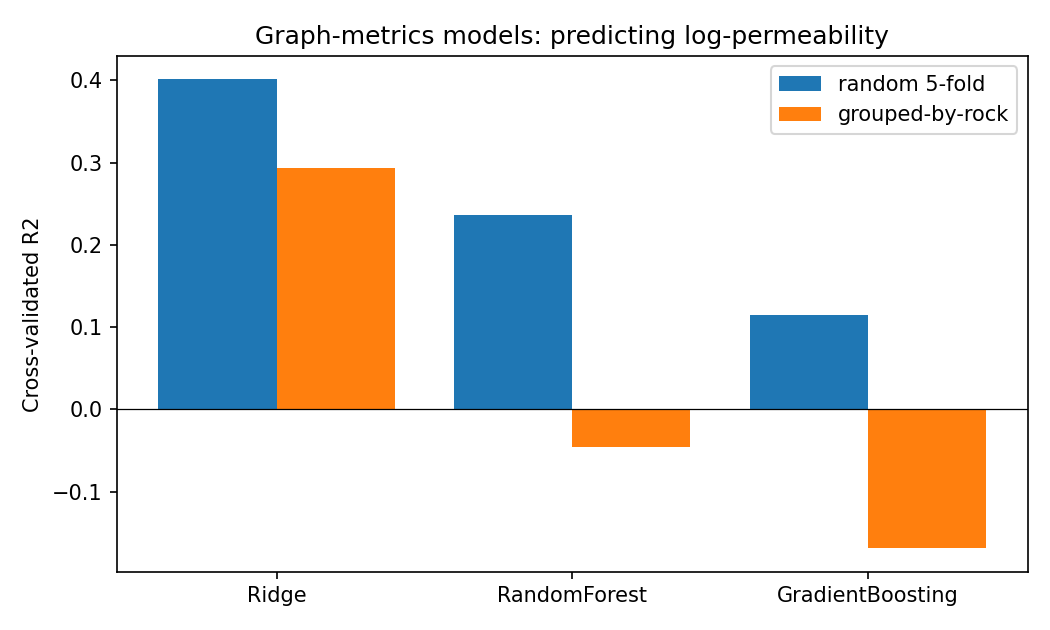 Graph-metrics models: predicting log-permeability
random 5-fold
grouped-by-rock
Cross-validated R2
0.4
0.3
0.2
0.1
0.0
−0.1
Ridge
RandomForest
GradientBoosting